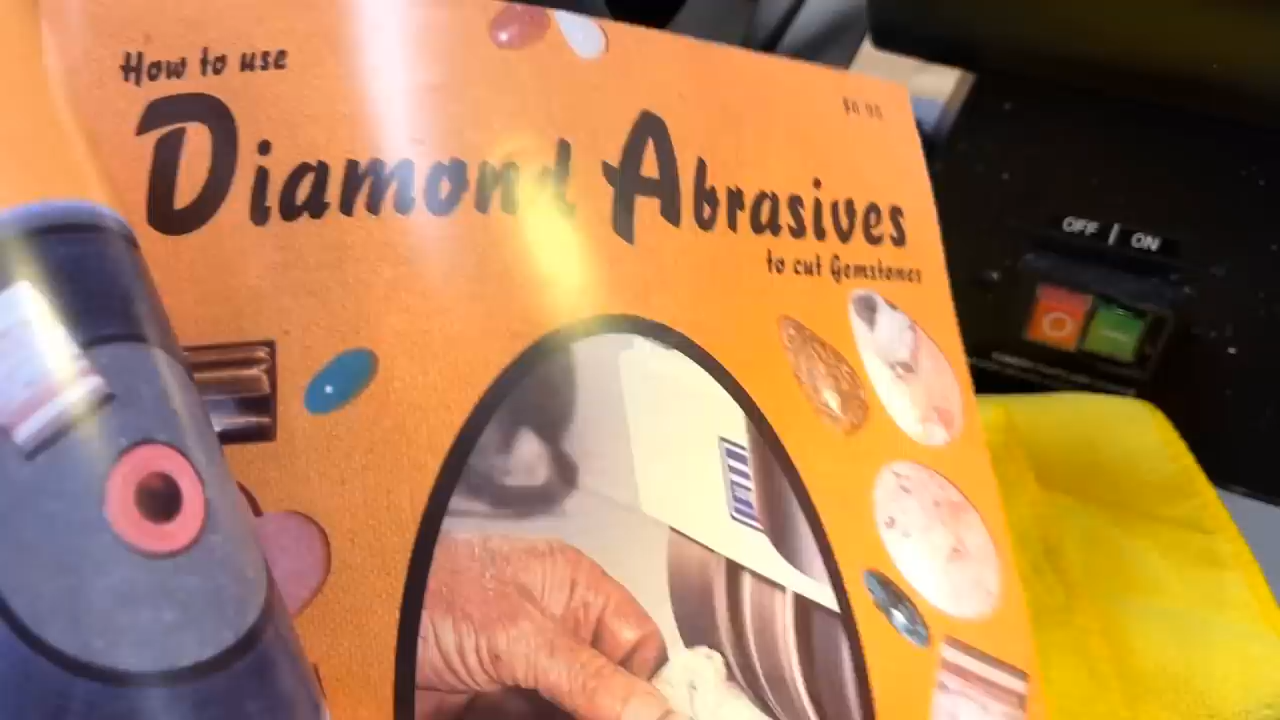 How to use
Diamond Abrasives
to cut Gemstones
OFF | ON